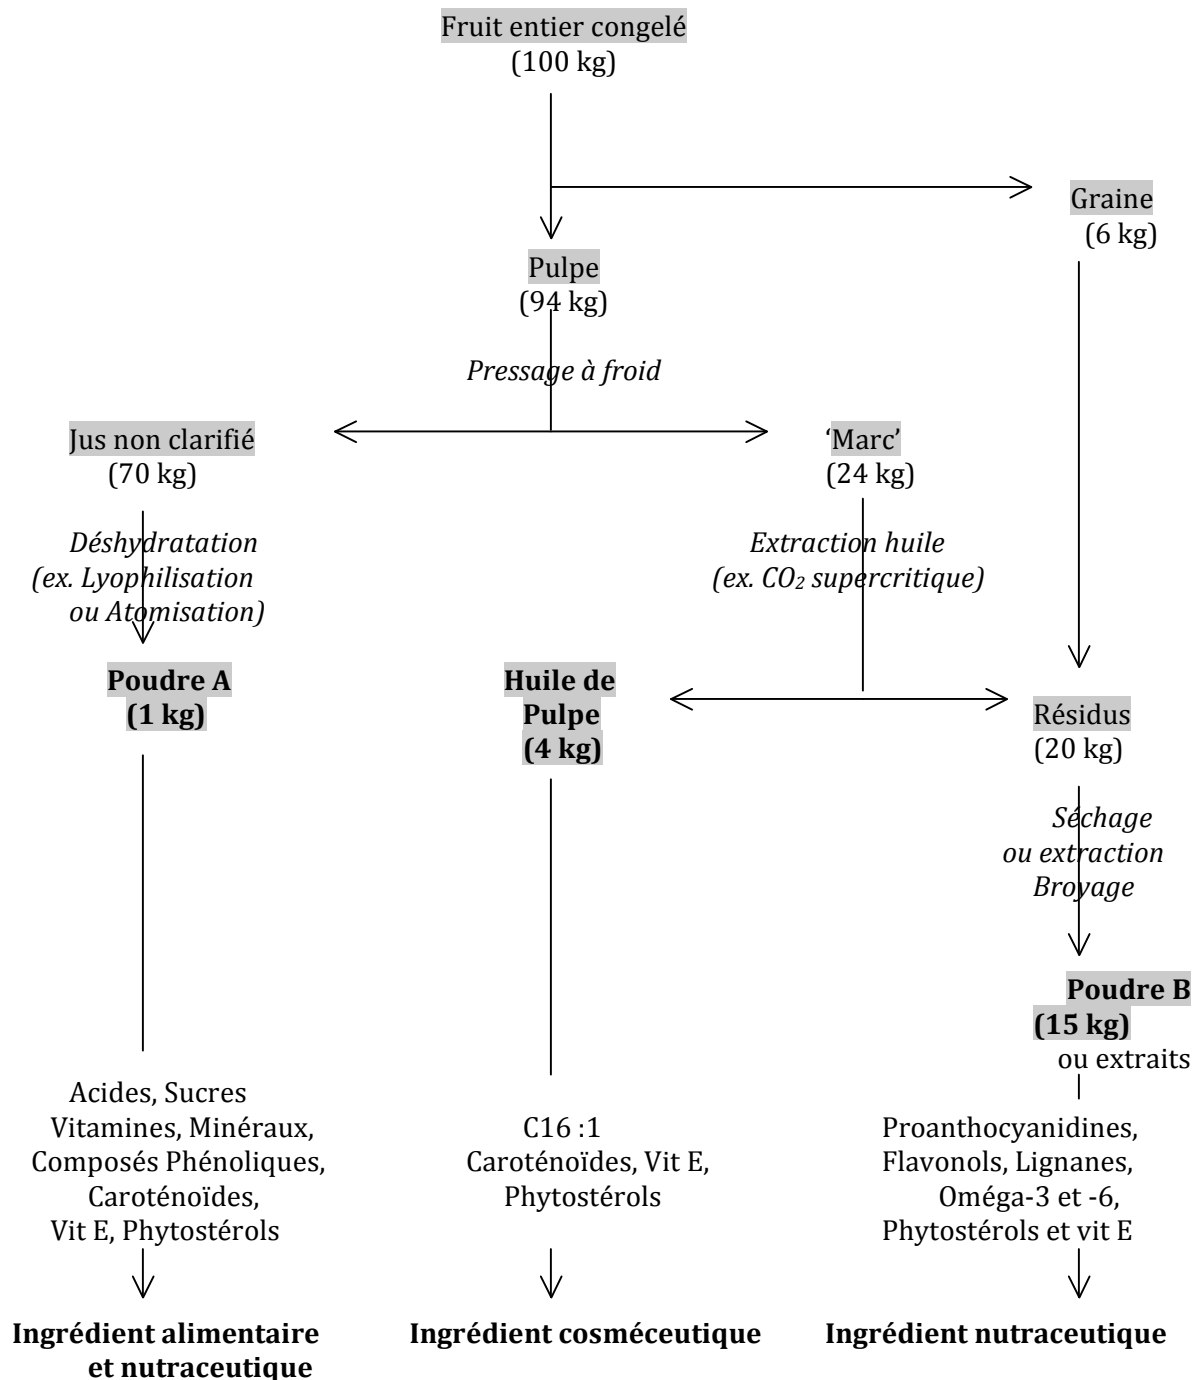 Fruit entier congelé
(100 kg)
Graine
(6 kg)
Pulpe
(94 kg)
Pressage à froid
Jus non clarifié
(70 kg)
‘Marc’
(24 kg)
Déshydratation
(ex. Lyophilisation
ou Atomisation)
Extraction huile
(ex. CO₂ supercritique)
Poudre A
(1 kg)
Huile de
Pulpe
(4 kg)
Résidus
(20 kg)
Séchage
ou extraction
Broyage
Poudre B
(15 kg)
ou extraits
Acides, Sucres
Vitamines, Minéraux,
Composés Phénoliques,
Caroténoïdes,
Vit E, Phytostérols
C16 :1
Caroténoïdes, Vit E,
Phytostérols
Proanthocyanidines,
Flavonols, Lignanes,
Oméga-3 et -6,
Phytostérols et vit E
Ingrédient alimentaire
et nutraceutique
Ingrédient cosméceutique
Ingrédient nutraceutique